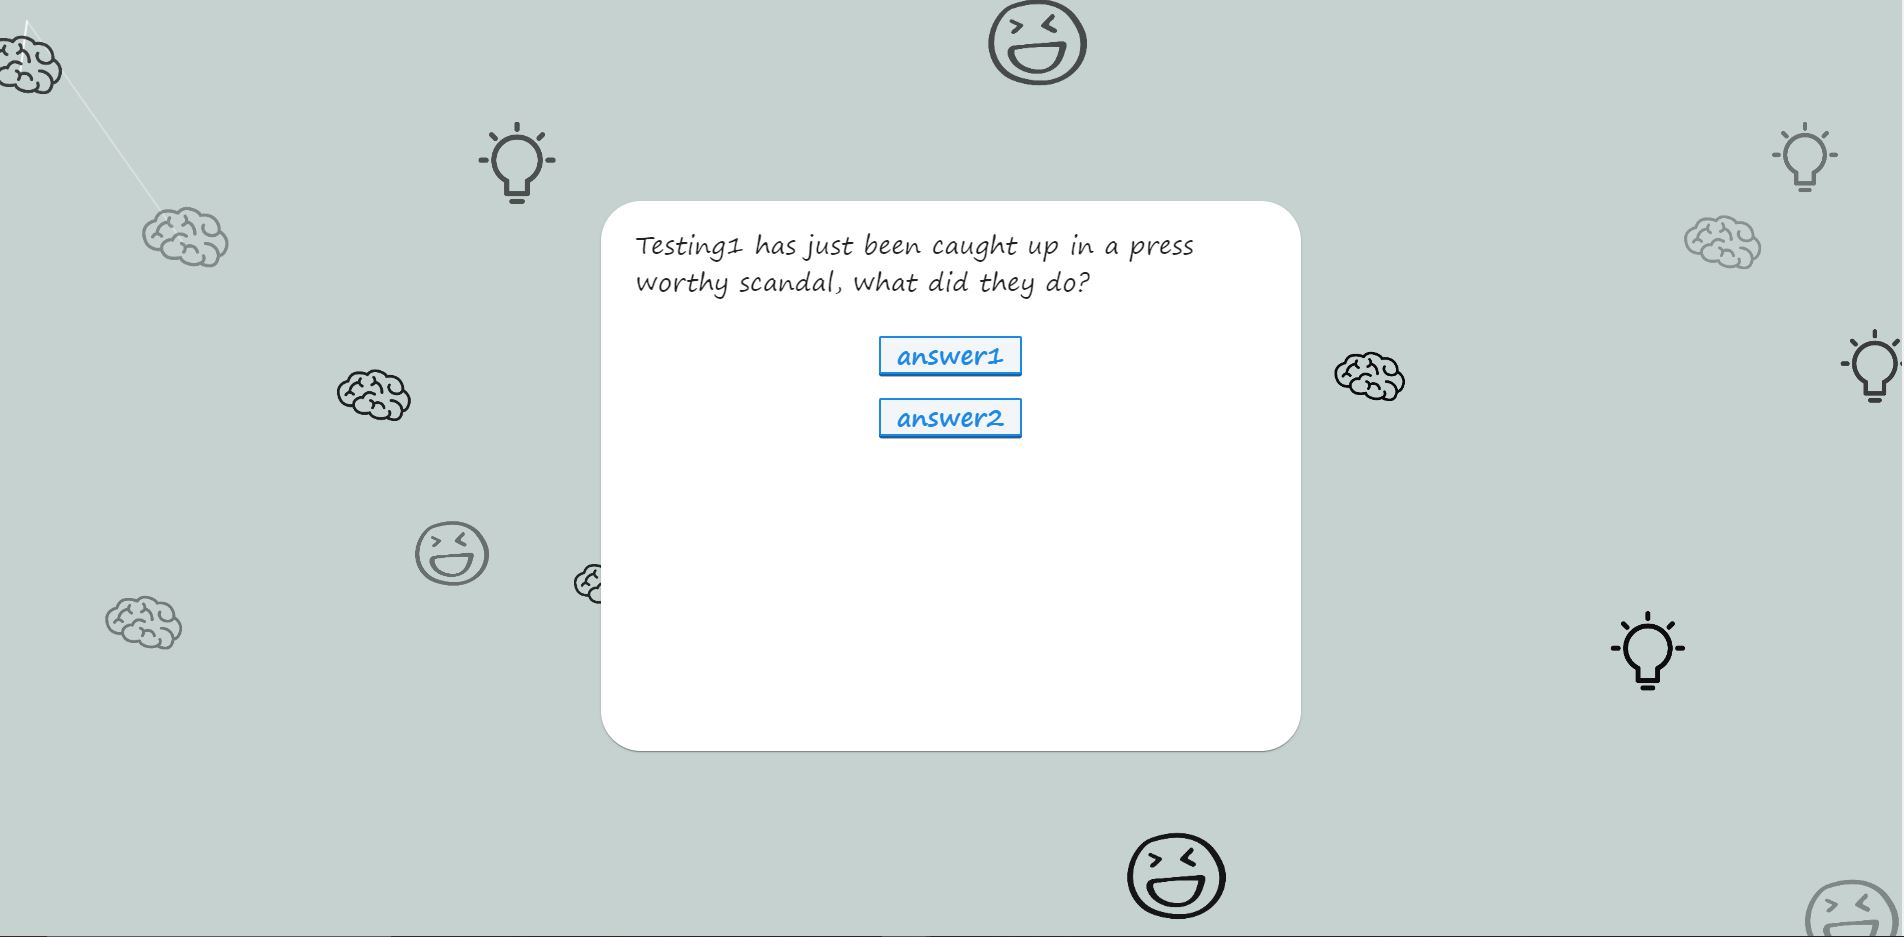 Testing1 has just been caught up in a press
worthy scandal, what did they do?
answer1
answer2